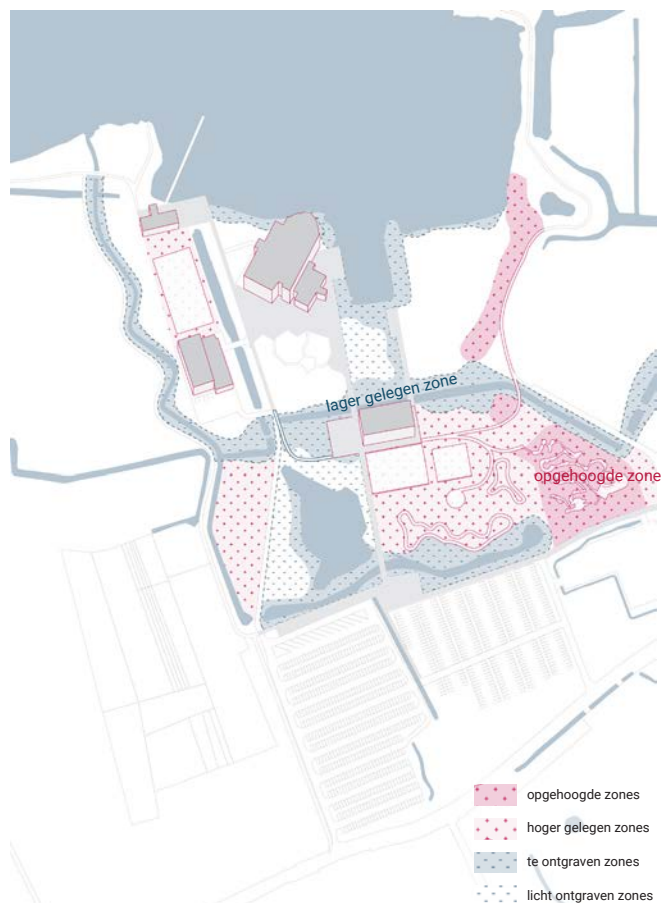 lager gelegen zone
opgehoogde zone
opgehoogde zones
hoger gelegen zones
te ontgraven zones
licht ontgraven zones